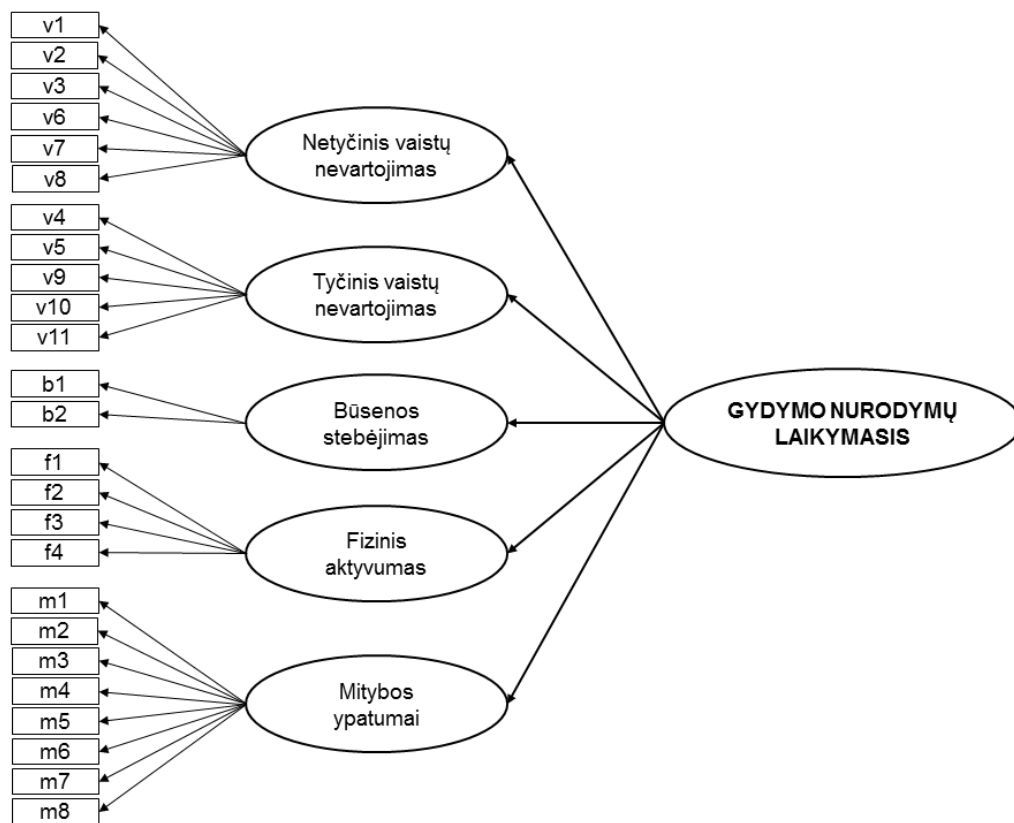 v1
v2
v3
v6
v7
v8
Netyčinis vaistų
nevartojimas
v4
v5
v9
v10
v11
Tyčinis vaistų
nevartojimas
b1
b2
Būsenos
stebėjimas
GYDYMO NURODYMŲ
LAIKYMASIS
f1
f2
f3
f4
Fizinis
aktyvumas
m1
m2
m3
m4
m5
m6
m7
m8
Mitybos
ypatumai